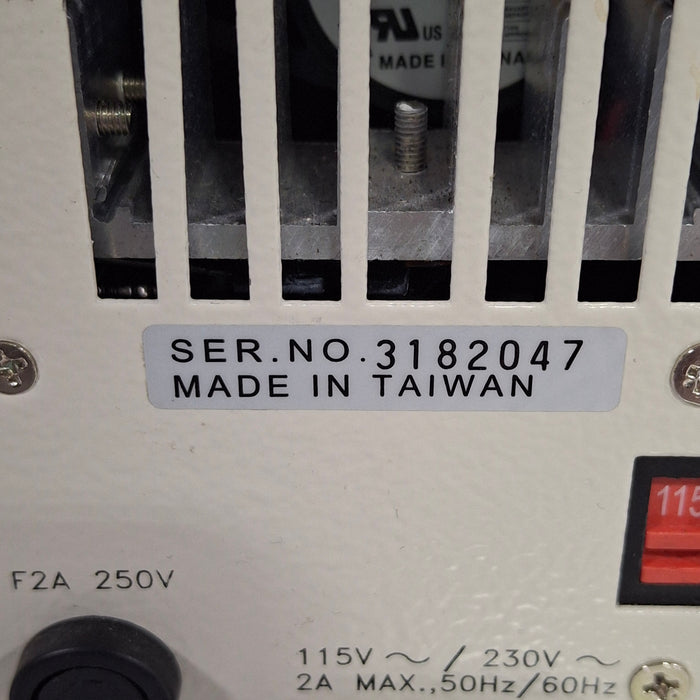 US
MADE I
SER.NO.3182047
MADE IN TAIWAN
115
F2A 250V
115V ～ / 230V ～
2A MAX.,50Hz/60Hz